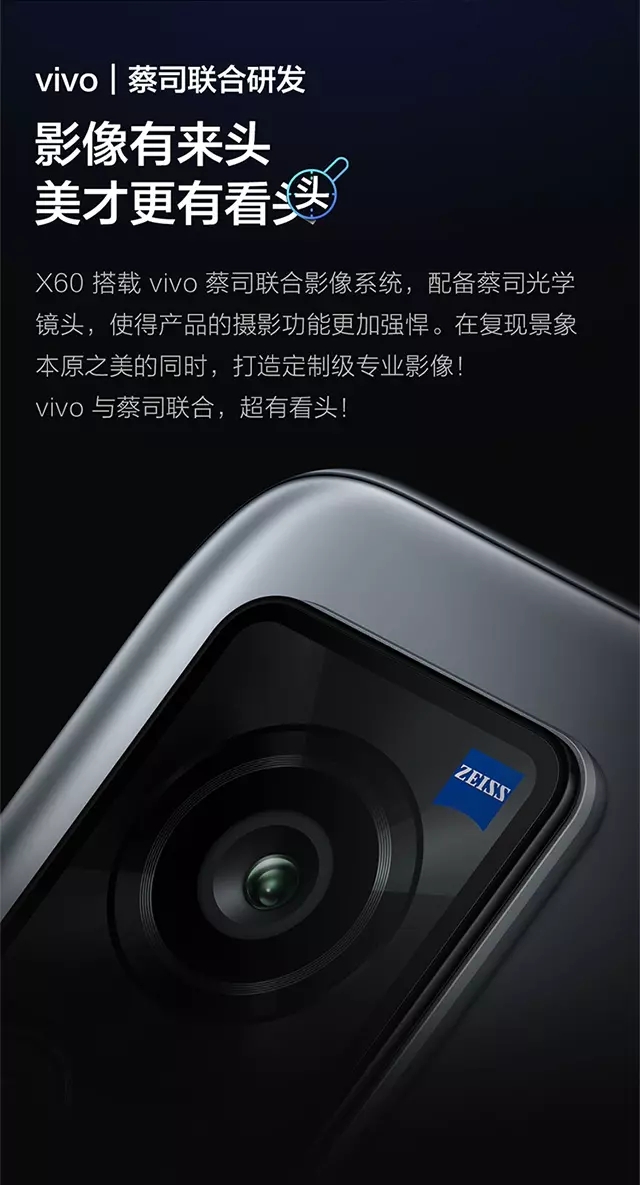 vivo｜蔡司联合研发
影像有来头
美才更有看头
X60 搭载 vivo 蔡司联合影像系统，配备蔡司光学
镜头，使得产品的摄影功能更加强悍。在复现景象
本原之美的同时，打造定制级专业影像！
vivo 与蔡司联合，超有看头！
ZEISS